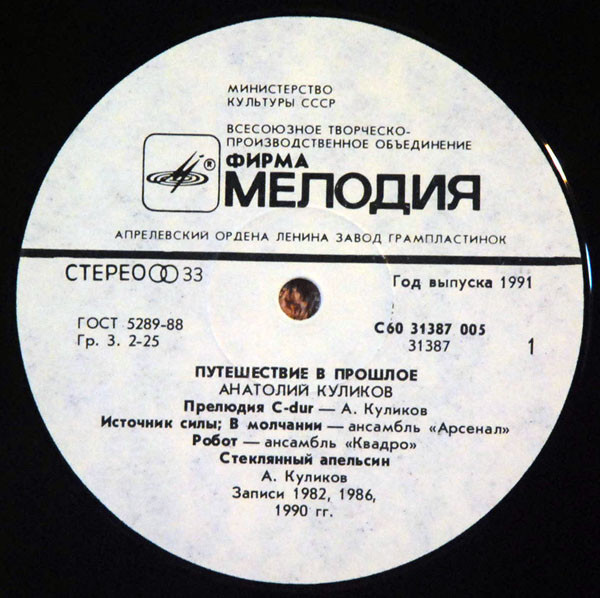 МИНИСТЕРСТВО
КУЛЬТУРЫ СССР
ВСЕСОЮЗНОЕ ТВОРЧЕСКО-
ПРОИЗВОДСТВЕННОЕ ОБЪЕДИНЕНИЕ
®
ФИРМА
МЕЛОДИЯ
АПРЕЛЕВСКИЙ ОРДЕНА ЛЕНИНА ЗАВОД ГРАМПЛАСТИНОК
СТЕРЕО 33
Год выпуска 1991
ГОСТ 5289-88
Гр. 3. 2-25
С60 31387 005
31387
1
ПУТЕШЕСТВИЕ В ПРОШЛОЕ
АНАТОЛИЙ КУЛИКОВ
Прелюдия C-dur — А. Куликов
Источник силы; В молчании — ансамбль «Арсенал»
Робот — ансамбль «Квадро»
Стеклянный апельсин
А. Куликов
Записи 1982, 1986,
1990 гг.